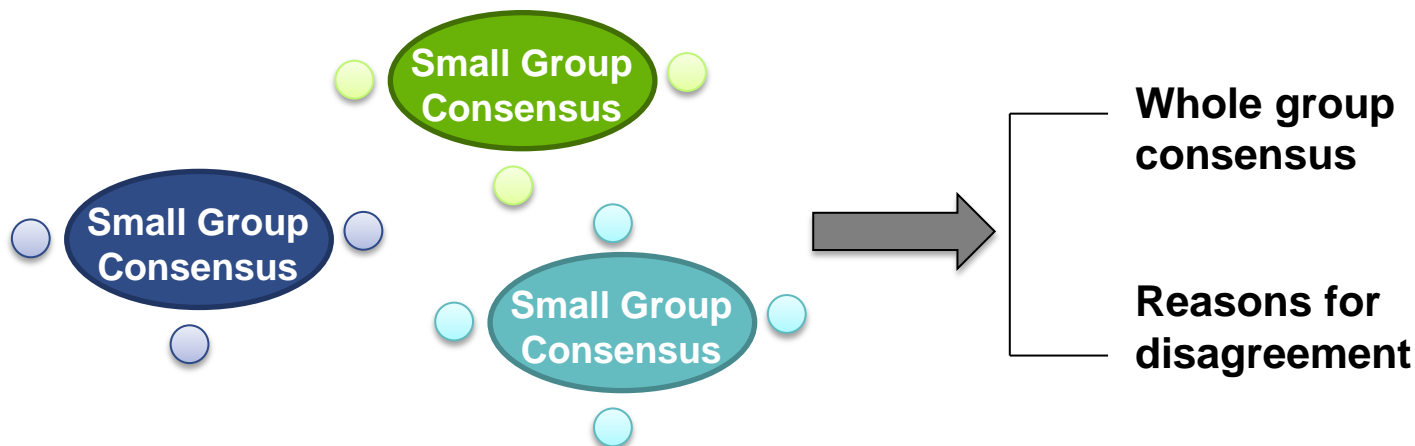 Small Group
Consensus
Small Group
Consensus
Small Group
Consensus
Whole group
consensus
Reasons for
disagreement